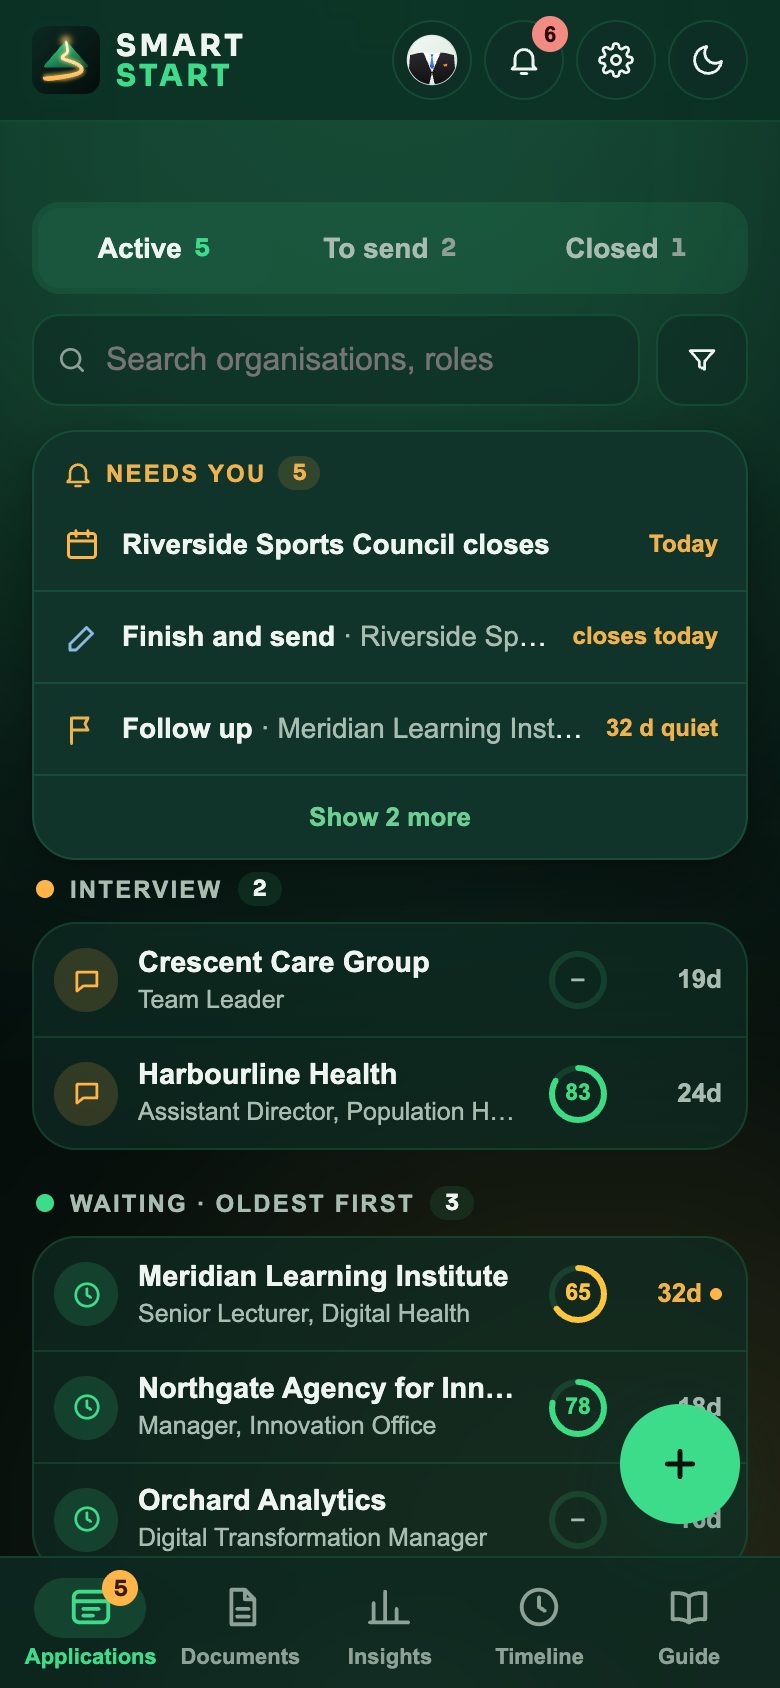 SMART
START
6
Active 5
To send 2
Closed 1
Search organisations, roles
NEEDS YOU 5
Riverside Sports Council closes Today
Finish and send · Riverside Sp... closes today
Follow up · Meridian Learning Inst... 32 d quiet
Show 2 more
INTERVIEW 2
Crescent Care Group
Team Leader
– 19d
Harbourline Health
Assistant Director, Population H...
83 24d
WAITING · OLDEST FIRST 3
Meridian Learning Institute
Senior Lecturer, Digital Health
65 32d
Northgate Agency for Inn...
Manager, Innovation Office
78
Orchard Analytics
Digital Transformation Manager
–
+
5
Applications
Documents
Insights
Timeline
Guide